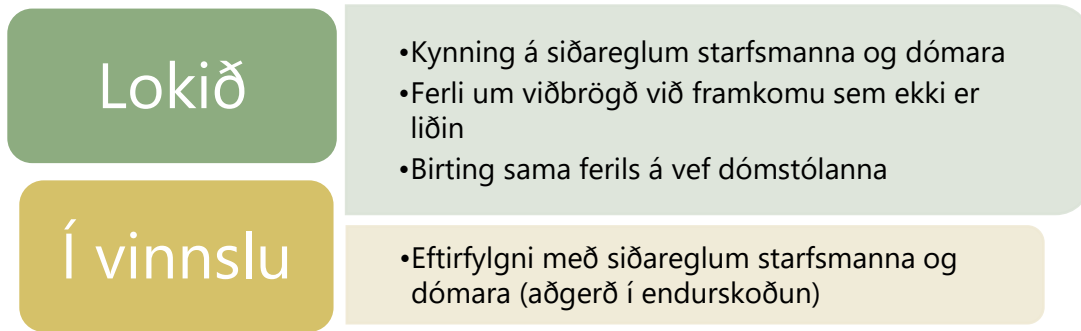 Lokið
•Kynning á siðareglum starfsmanna og dómara
•Ferli um viðbrögð við framkomu sem ekki er
liðin
•Birting sama ferils á vef dómstólanna
Í vinnslu
•Eftirfylgni með siðareglum starfsmanna og
dómara (aðgerð í endurskoðun)